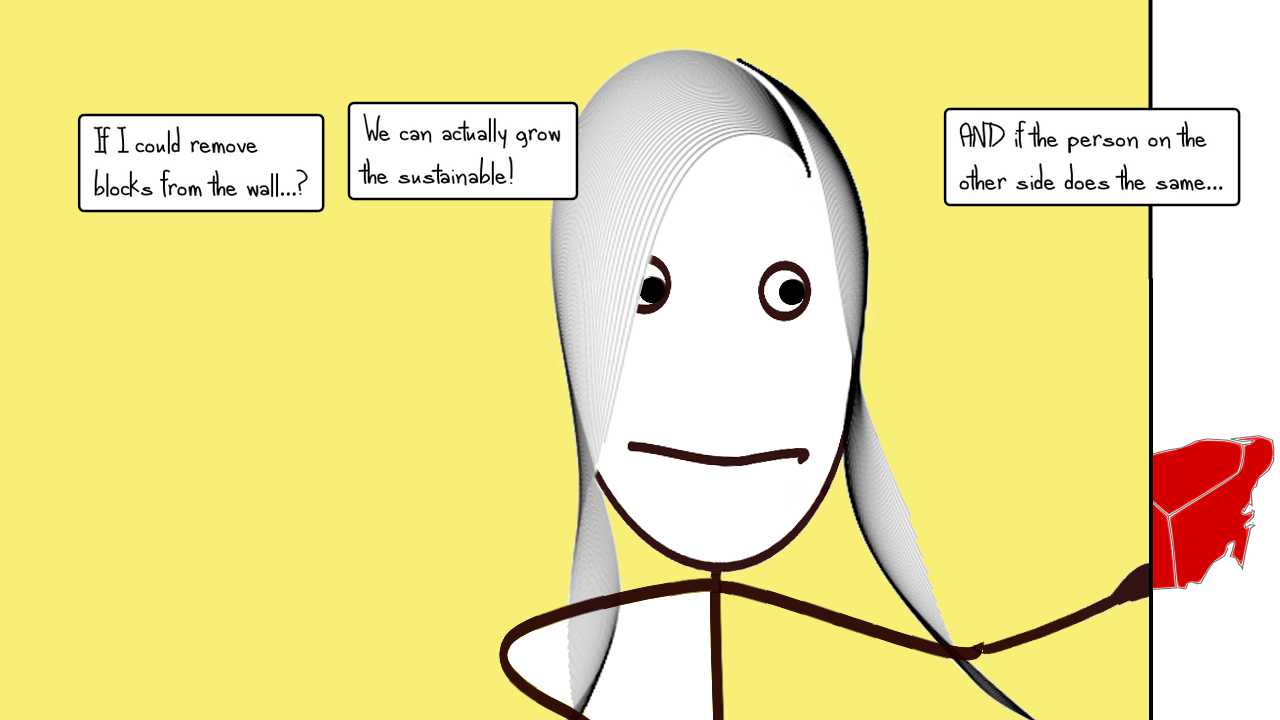 If I could remove
blocks from the wall...?
We can actually grow
the sustainable!
AND if the person on the
other side does the same...